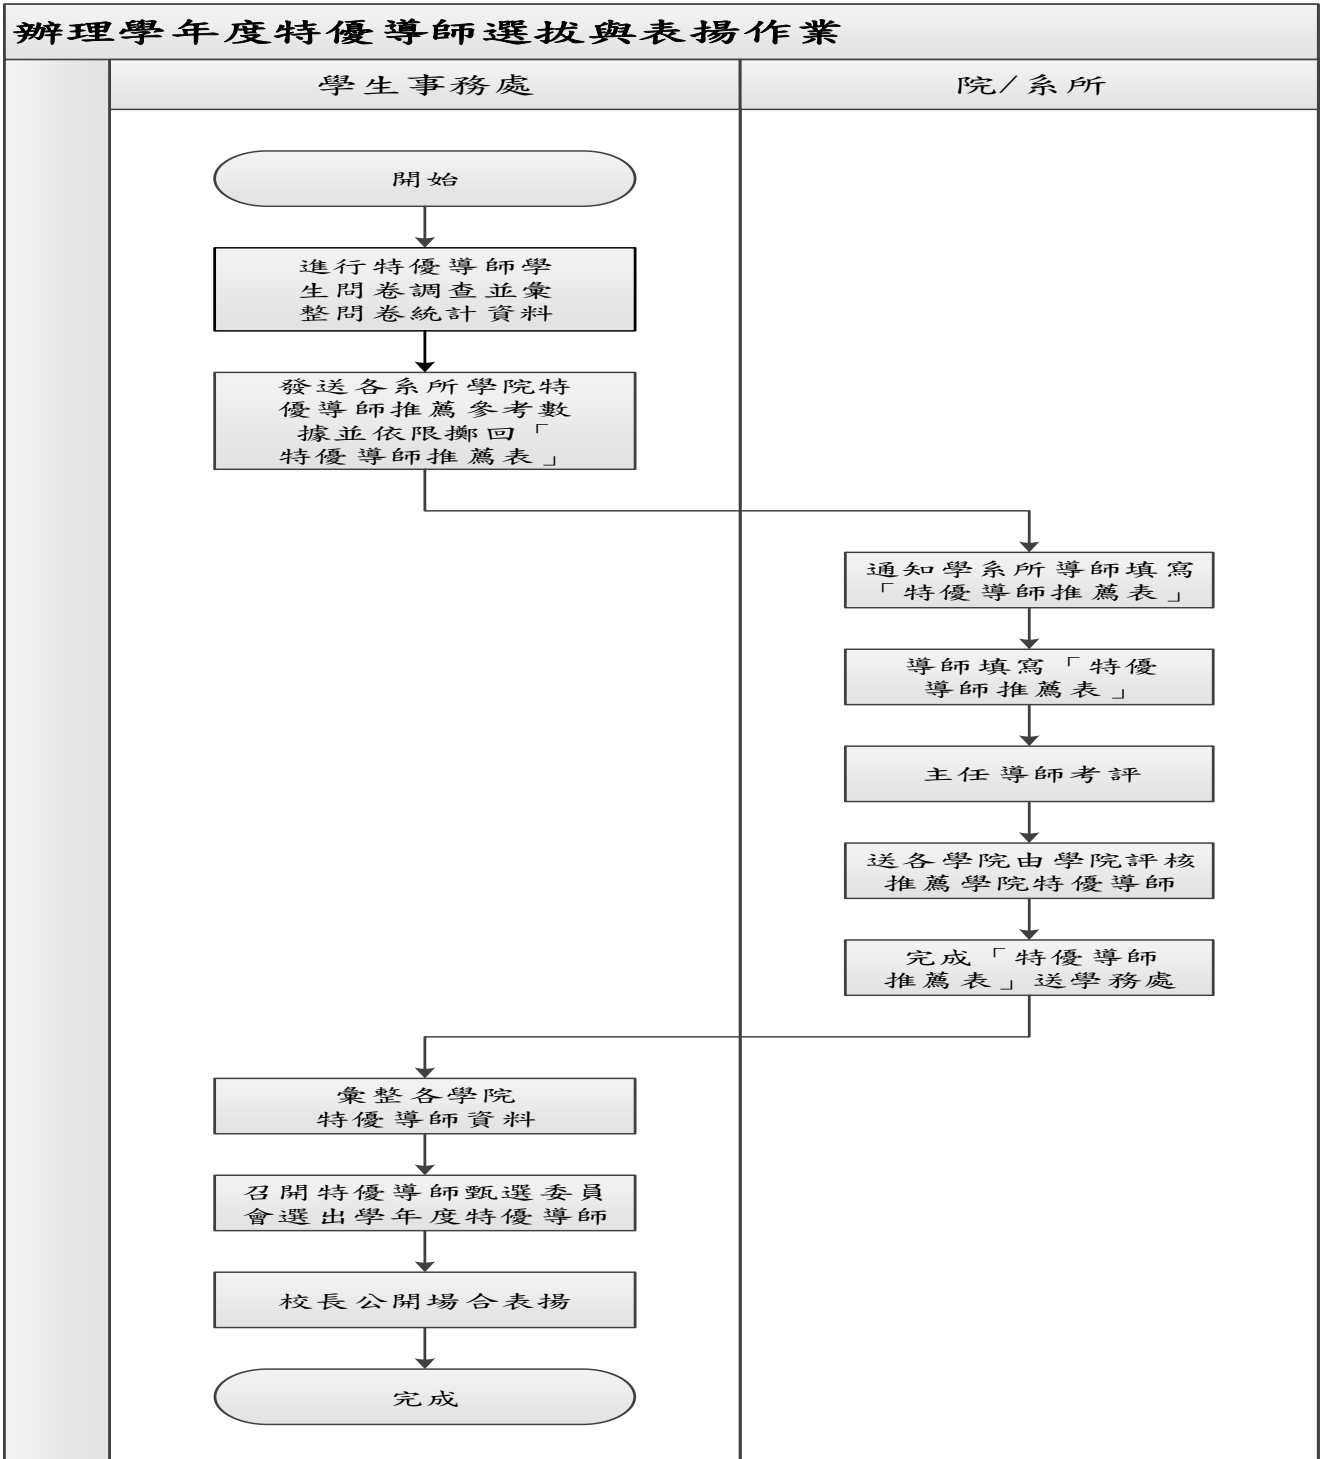 辦理學年度特優導師選拔與表揚作業
學生事務處
院/系所
開始
進行特優導師學
生問卷調查並彙
整問卷統計資料
發送各系所學院特
優導師推薦參考數
據並依限擲回「
特優導師推薦表」
通知學系所導師填寫
「特優導師推薦表」
導師填寫「特優
導師推薦表」
主任導師考評
送各學院由學院評核
推薦學院特優導師
完成「特優導師
推薦表」送學務處
彙整各學院
特優導師資料
召開特優導師甄選委員
會選出學年度特優導師
校長公開場合表揚
完成